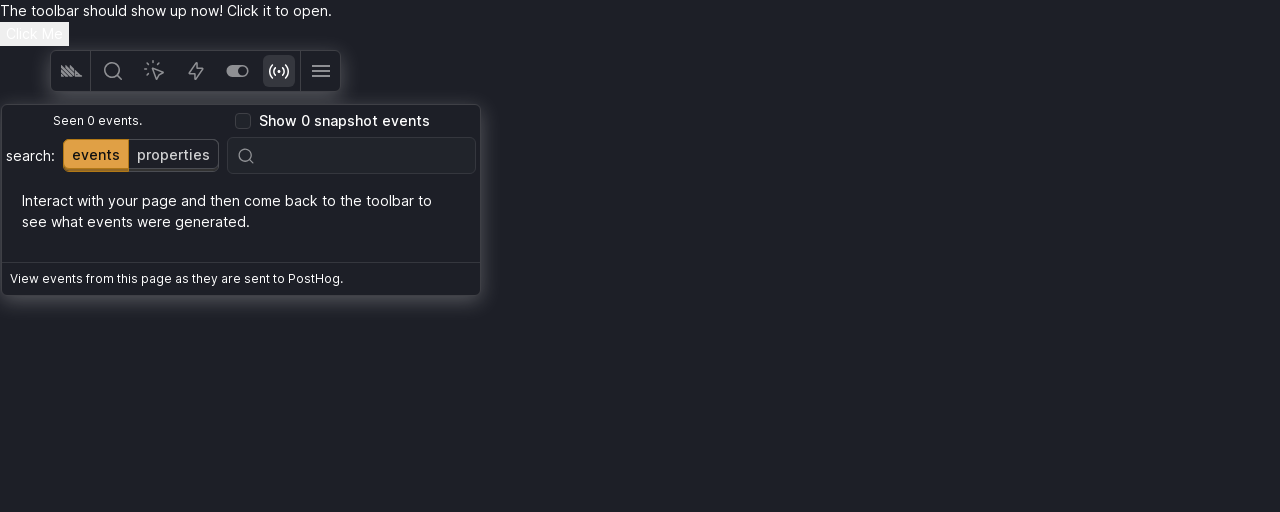 The toolbar should show up now! Click it to open.
Click Me
Seen 0 events.
Show 0 snapshot events
search:
events
properties
Interact with your page and then come back to the toolbar to
see what events were generated.
View events from this page as they are sent to PostHog.